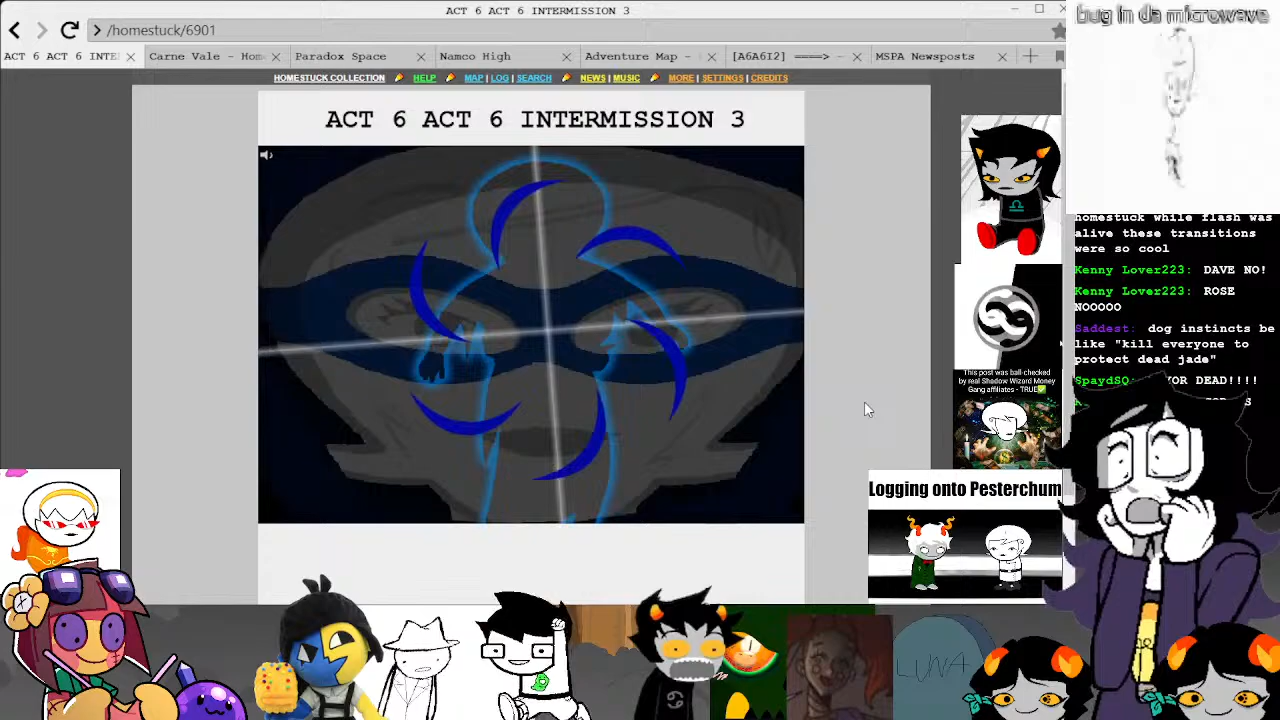 ACT 6 ACT 6 INTERMISSION 3
bug in da microwave
/homestuck/6901
ACT 6 ACT 6 INTE
Carne Vale - Hom
Paradox Space
Namco High
Adventure Map -
[A6A6I2] ====> -
MSPA Newsposts
HOMESTUCK COLLECTION HELP MAP | LOG | SEARCH NEWS | MUSIC MORE | SETTINGS | CREDITS
ACT 6 ACT 6 INTERMISSION 3
homestuck while flash was
alive these transitions
were so cool
Kenny Lover223: DAVE NO!
Kenny Lover223: ROSE
NOOOOO
Saddest: dog instincts be
like "kill everyone to
protect dead jade"
This post was ball-checked
by real Shadow Wizard Money
Gang affiliates - TRUE✅
DEAD!!!!
Logging onto Pesterchum
LUNA